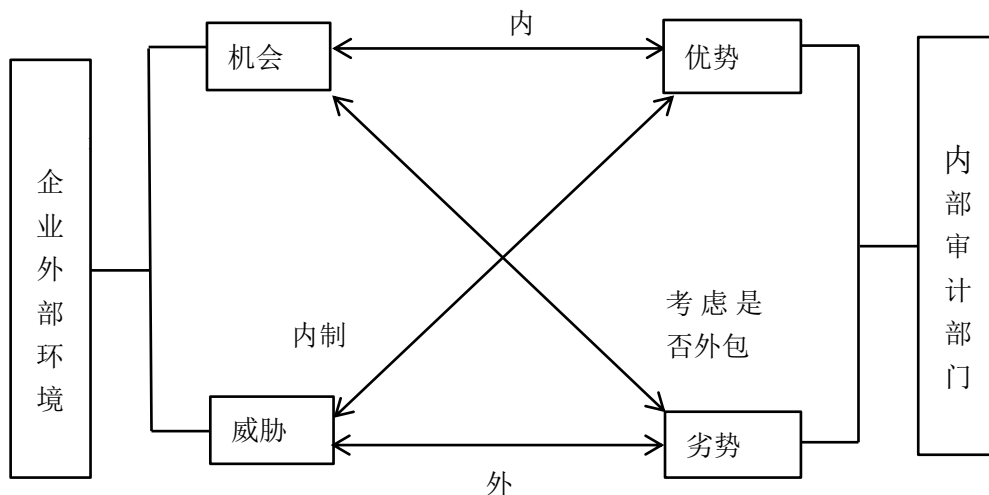 内
机会
优势
企业外部环境
内部审计部门
考虑是
否外包
内制
威胁
劣势
外